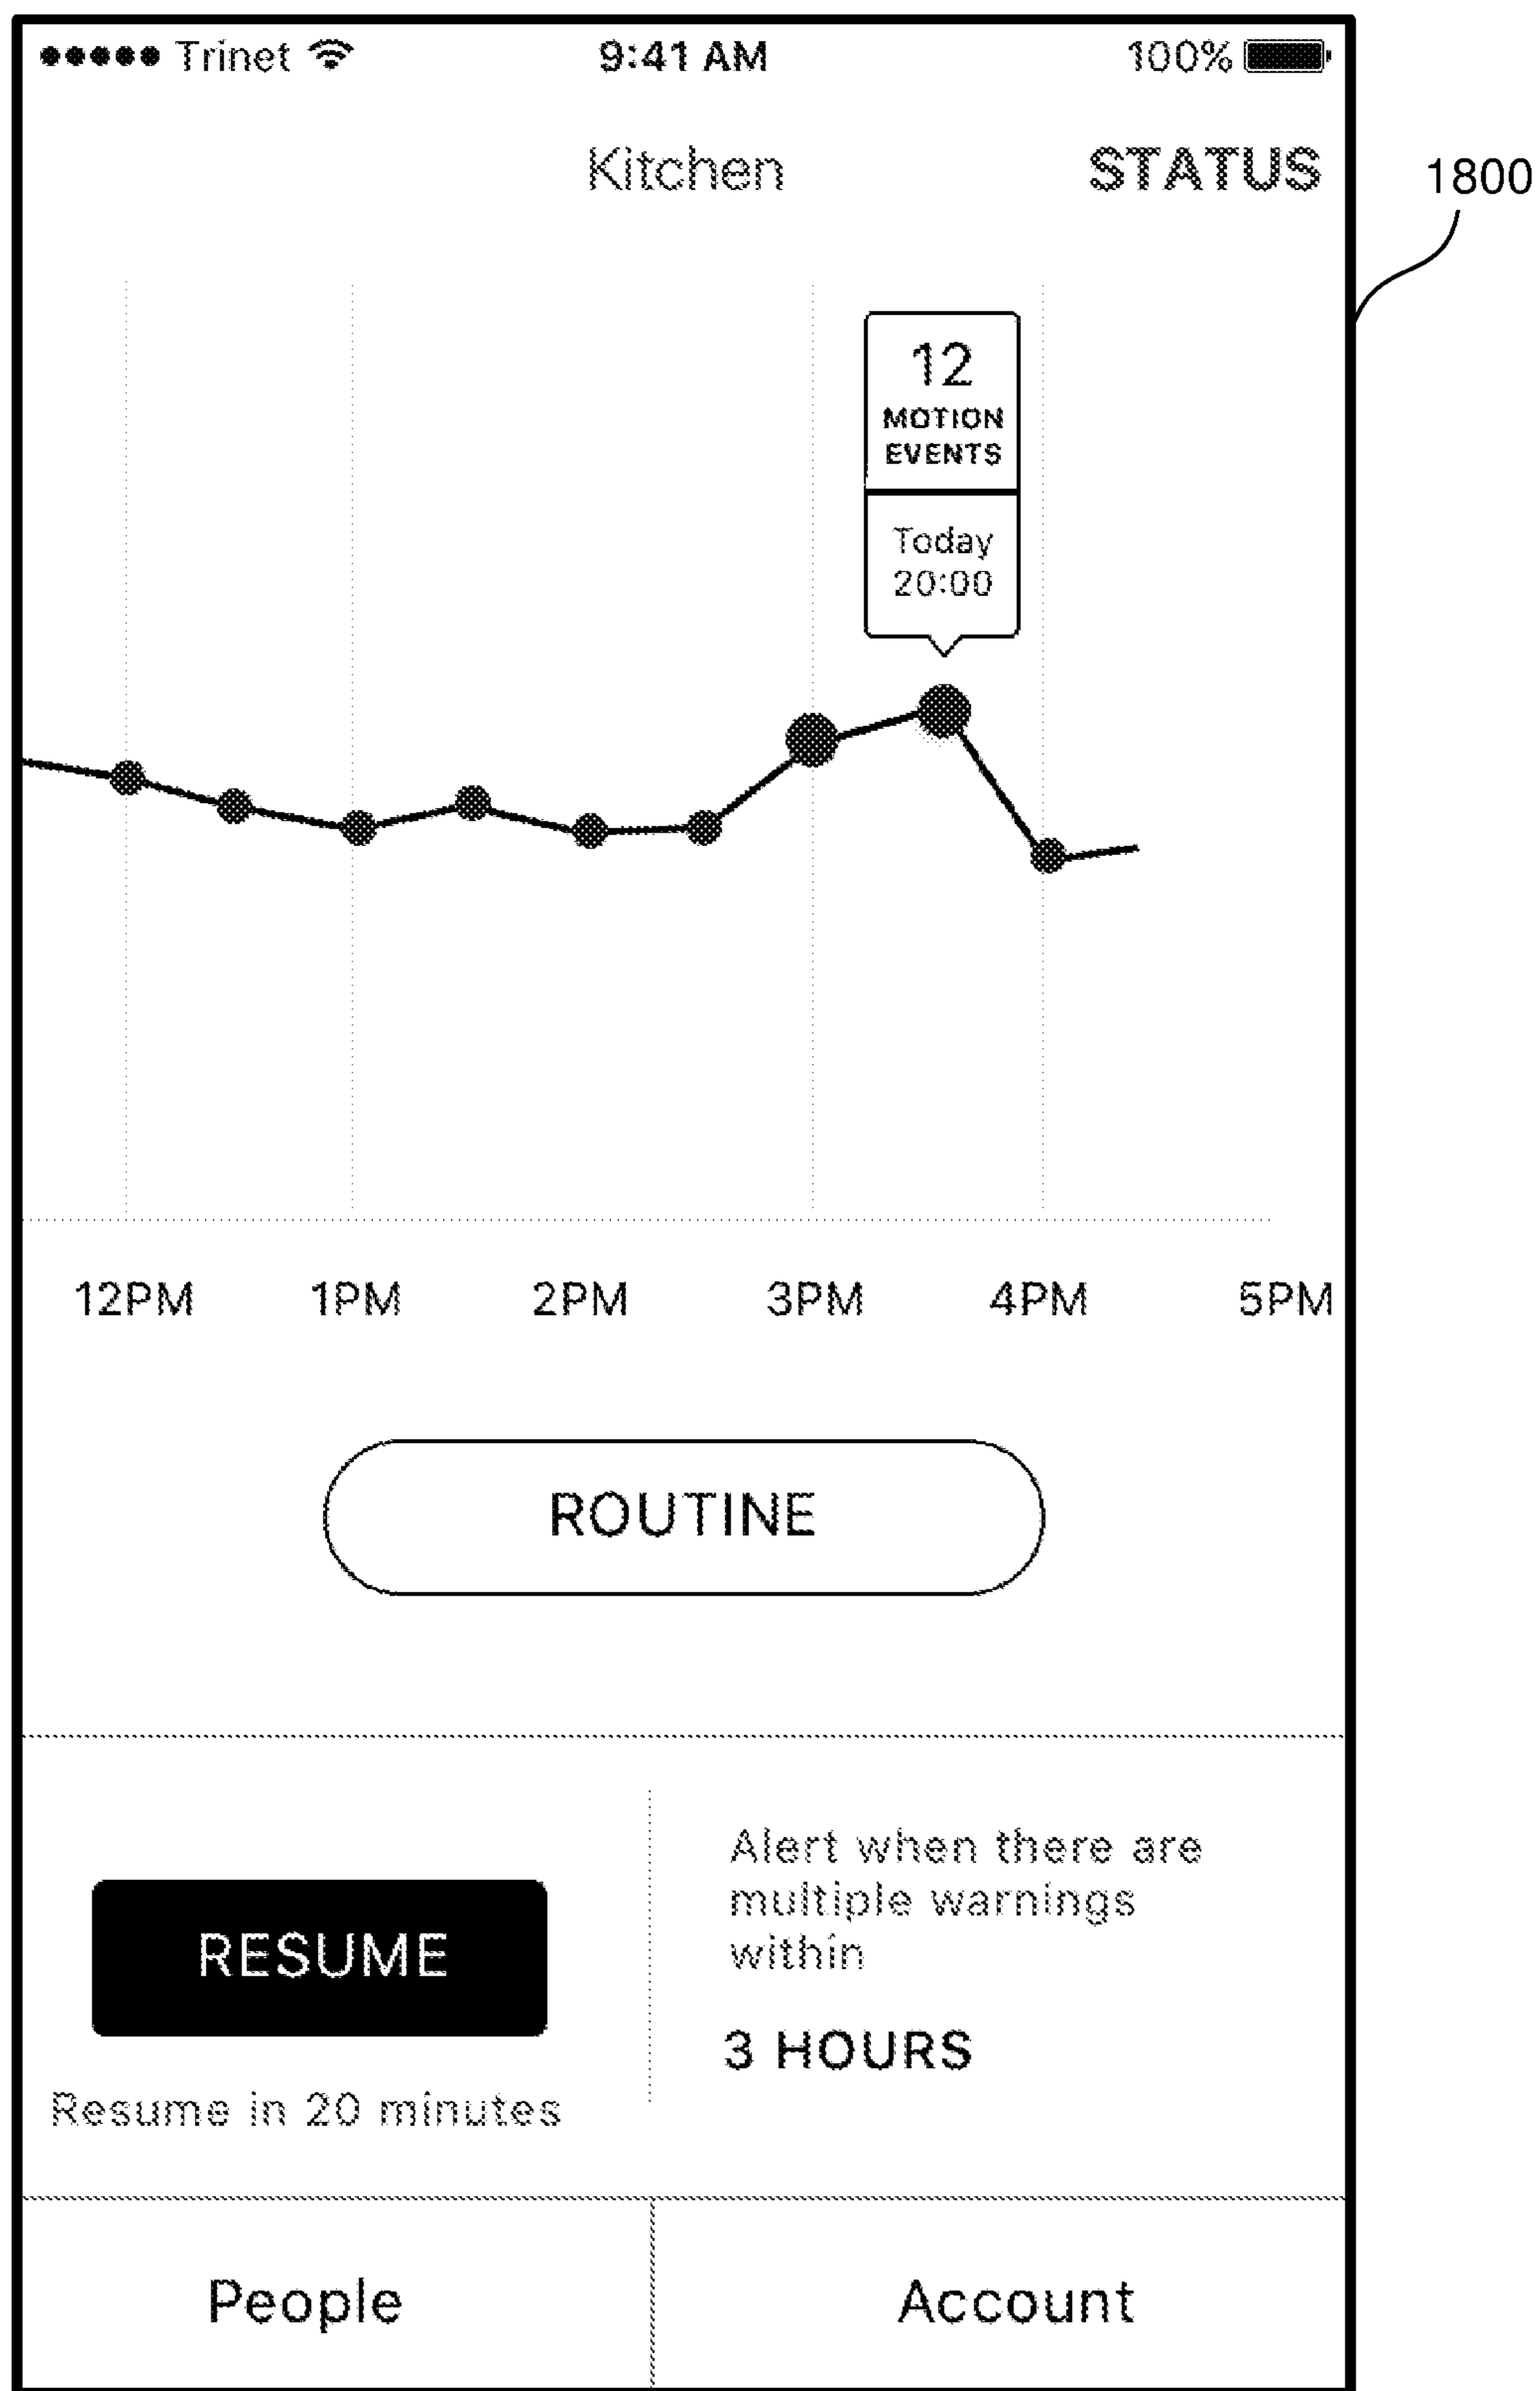 Trinet 9:41 AM 100%
Kitchen STATUS
1800
12
MOTION
EVENTS
Today
20:00
12PM 1PM 2PM 3PM 4PM 5PM
ROUTINE
Alert when there are
multiple warnings
within
3 HOURS
RESUME
Resume in 20 minutes
People Account